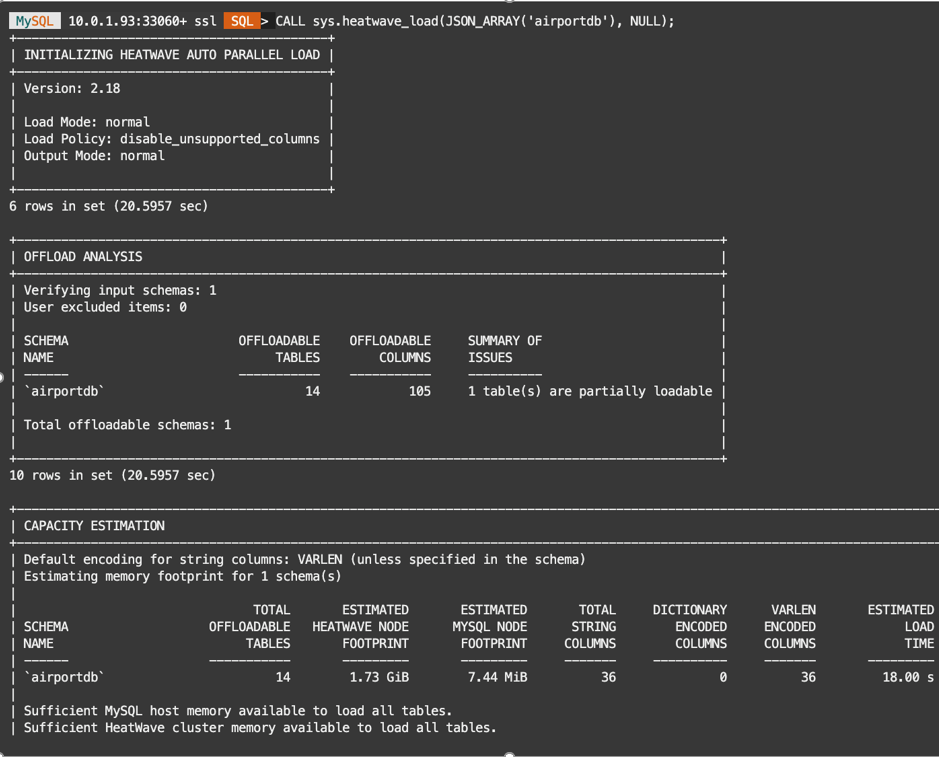 MySQL 10.0.1.93:33060+ ssl SQL > CALL sys.heatwave_load(JSON_ARRAY('airportdb'), NULL);
+------------------------------------------+
| INITIALIZING HEATWAVE AUTO PARALLEL LOAD |
+------------------------------------------+
| Version: 2.18 |
| |
| Load Mode: normal |
| Load Policy: disable_unsupported_columns |
| Output Mode: normal |
| |
+------------------------------------------+
6 rows in set (20.5957 sec)
+------------------------------------------------------------------------------------------------+
| OFFLOAD ANALYSIS |
+------------------------------------------------------------------------------------------------+
| Verifying input schemas: 1 |
| User excluded items: 0 |
| |
| SCHEMA OFFLOADABLE OFFLOADABLE SUMMARY OF |
| NAME TABLES COLUMNS ISSUES |
| ------ ----------- ----------- ---------- |
| `airportdb` 14 105 1 table(s) are partially loadable |
| |
| Total offloadable schemas: 1 |
| |
+------------------------------------------------------------------------------------------------+
10 rows in set (20.5957 sec)
+----------------------------------------------------------------------------------------------------------------------------
| CAPACITY ESTIMATION
+----------------------------------------------------------------------------------------------------------------------------
| Default encoding for string columns: VARLEN (unless specified in the schema)
| Estimating memory footprint for 1 schema(s)
|
| TOTAL ESTIMATED ESTIMATED TOTAL DICTIONARY VARLEN ESTIMATED
| SCHEMA OFFLOADABLE HEATWAVE NODE MYSQL NODE STRING ENCODED ENCODED LOAD
| NAME TABLES FOOTPRINT FOOTPRINT COLUMNS COLUMNS COLUMNS TIME
| ------ ----------- --------- --------- ------- ---------- ------- ---------
| `airportdb` 14 1.73 GiB 7.44 MiB 36 0 36 18.00 s
|
| Sufficient MySQL host memory available to load all tables.
| Sufficient HeatWave cluster memory available to load all tables.